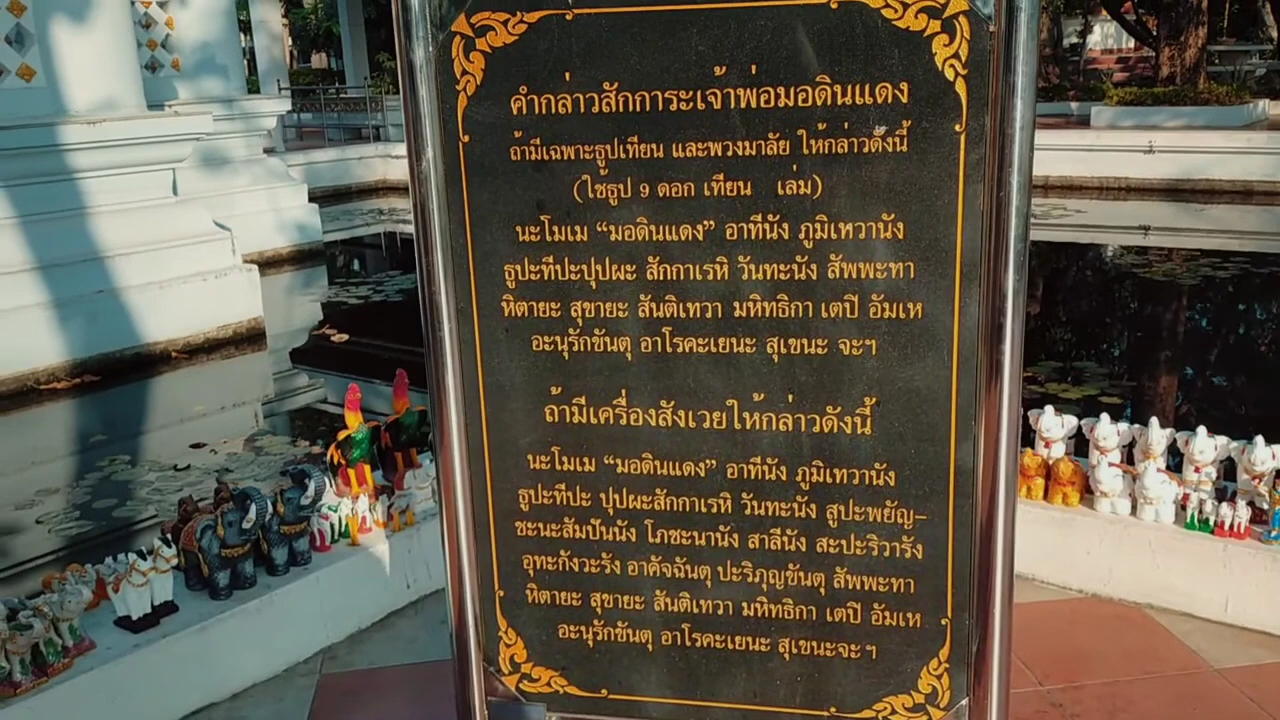 คำกล่าวสักการะเจ้าพ่อมอดินแดง
ถ้ามีเฉพาะธูปเทียน และพวงมาลัย ให้กล่าวดังนี้
(ใช้ธูป 9 ดอก เทียน เล่ม)
นะโมเม “มอดินแดง” อาทีนัง ภูมิเหวานัง
ธูปะทีปะปุปผะ สักกาเรหิ วันทะนัง สัพพะทา
หิตายะ สุขายะ สันติเทวา มหิทธิกา เตปิ อัมเห
อะนุรักขันตุ อาโรคะเยนะ สุเขนะ จะฯ
ถ้ามีเครื่องสังเวยให้กล่าวดังนี้
นะโมเม “มอดินแดง” อาทีนัง ภูมิเทวานัง
ธูปะทีปะ ปุปผะสักกาเรหิ วันทะนัง สูปะพยัญ–
ชะนะสัมปันนัง โภชะนานัง สาลีนัง สะปะริวารัง
อุทะกังวะรัง อาคัจฉันตุ ปะริภุญขันตุ สัพพะทา
หิตายะ สุขายะ สันติเทวา มหิทธิกา เตปิ อัมเห
อะนุรักขันตุ อาโรคะเยนะ สุเขนะจะ ฯ